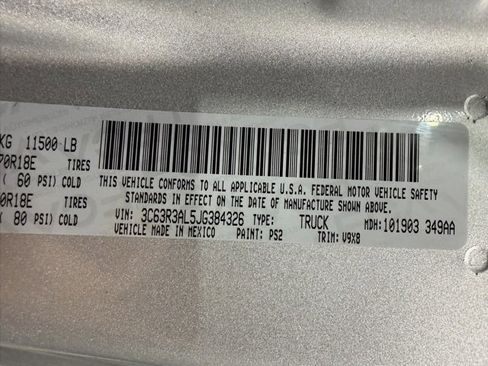 KG 11500 LB
70R18E TIRES
( 60 PSI) COLD
0R18E TIRES
( 80 PSI) COLD
THIS VEHICLE CONFORMS TO ALL APPLICABLE U.S.A. FEDERAL MOTOR VEHICLE SAFETY
STANDARDS IN EFFECT ON THE DATE OF MANUFACTURE SHOWN ABOVE.
VIN: 3C63R3AL5JG384326 TYPE: TRUCK MDH: 101903 349AA
VEHICLE MADE IN MEXICO PAINT: PS2 TRIM: V9X8